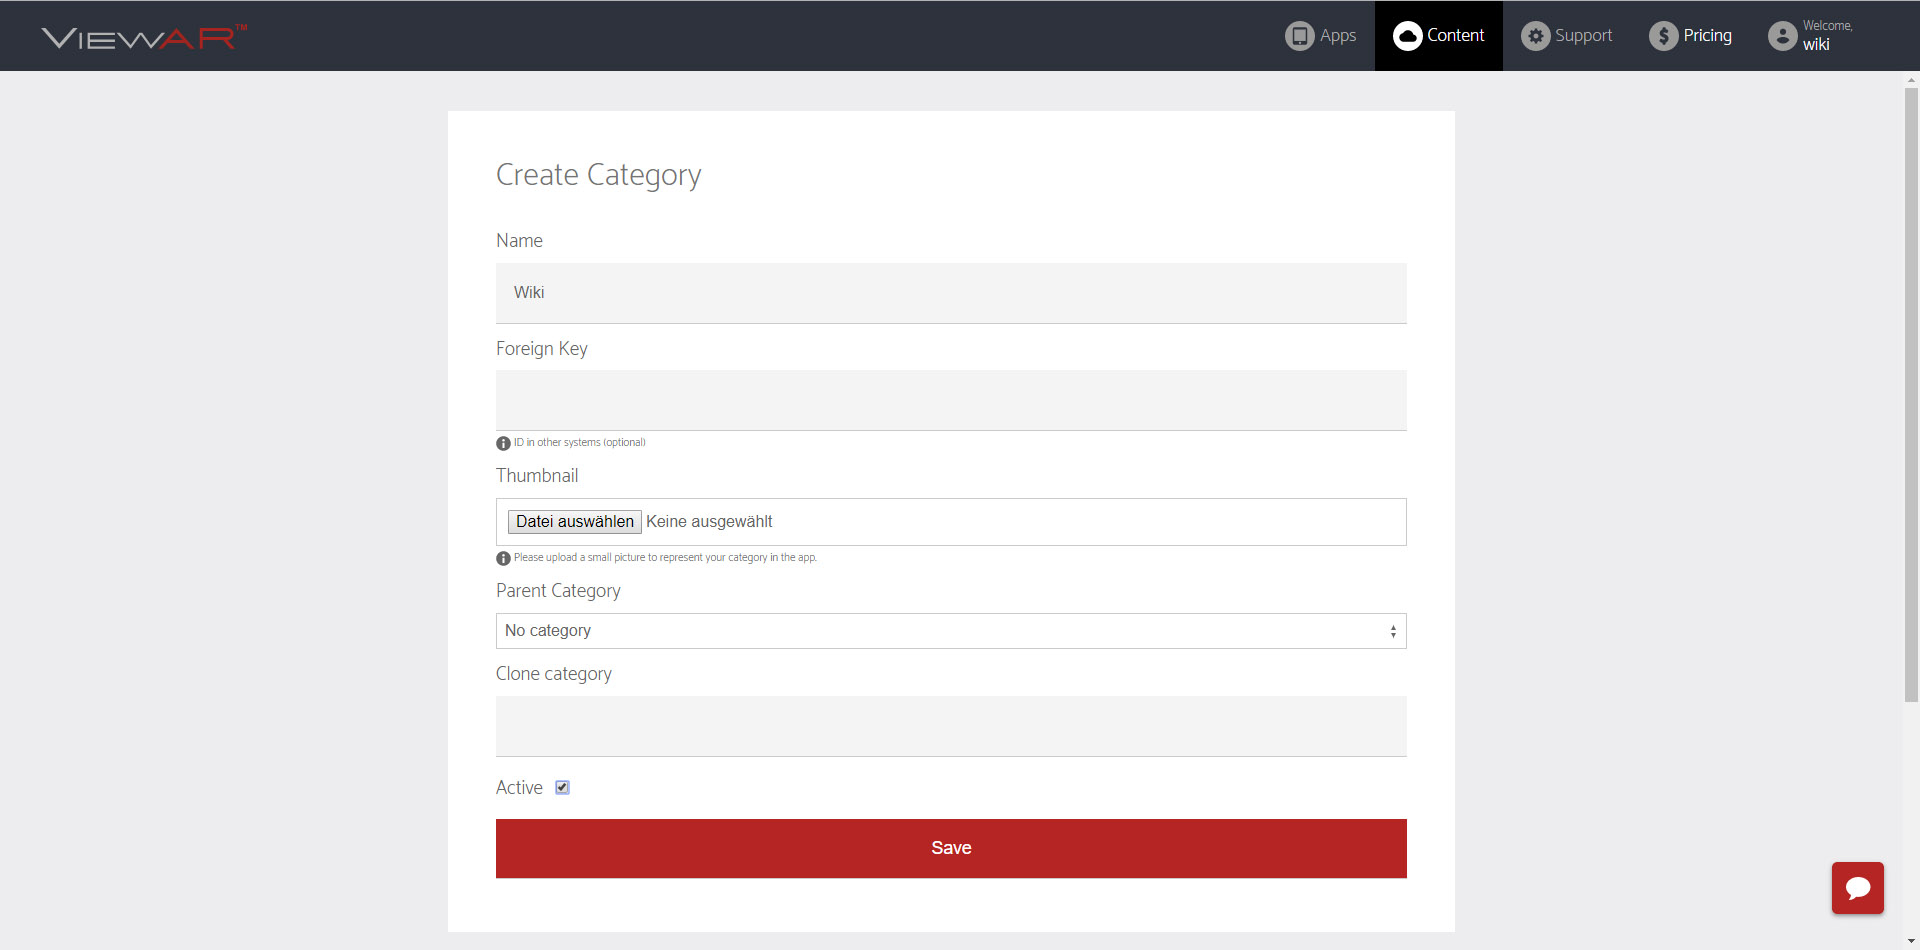 VIEWAR™
Apps
Content
Support
Pricing
Welcome,
wiki
Create Category
Name
Wiki
Foreign Key
ID in other systems (optional)
Thumbnail
Datei auswählen Keine ausgewählt
Please upload a small picture to represent your category in the app.
Parent Category
No category
Clone category
Active
Save